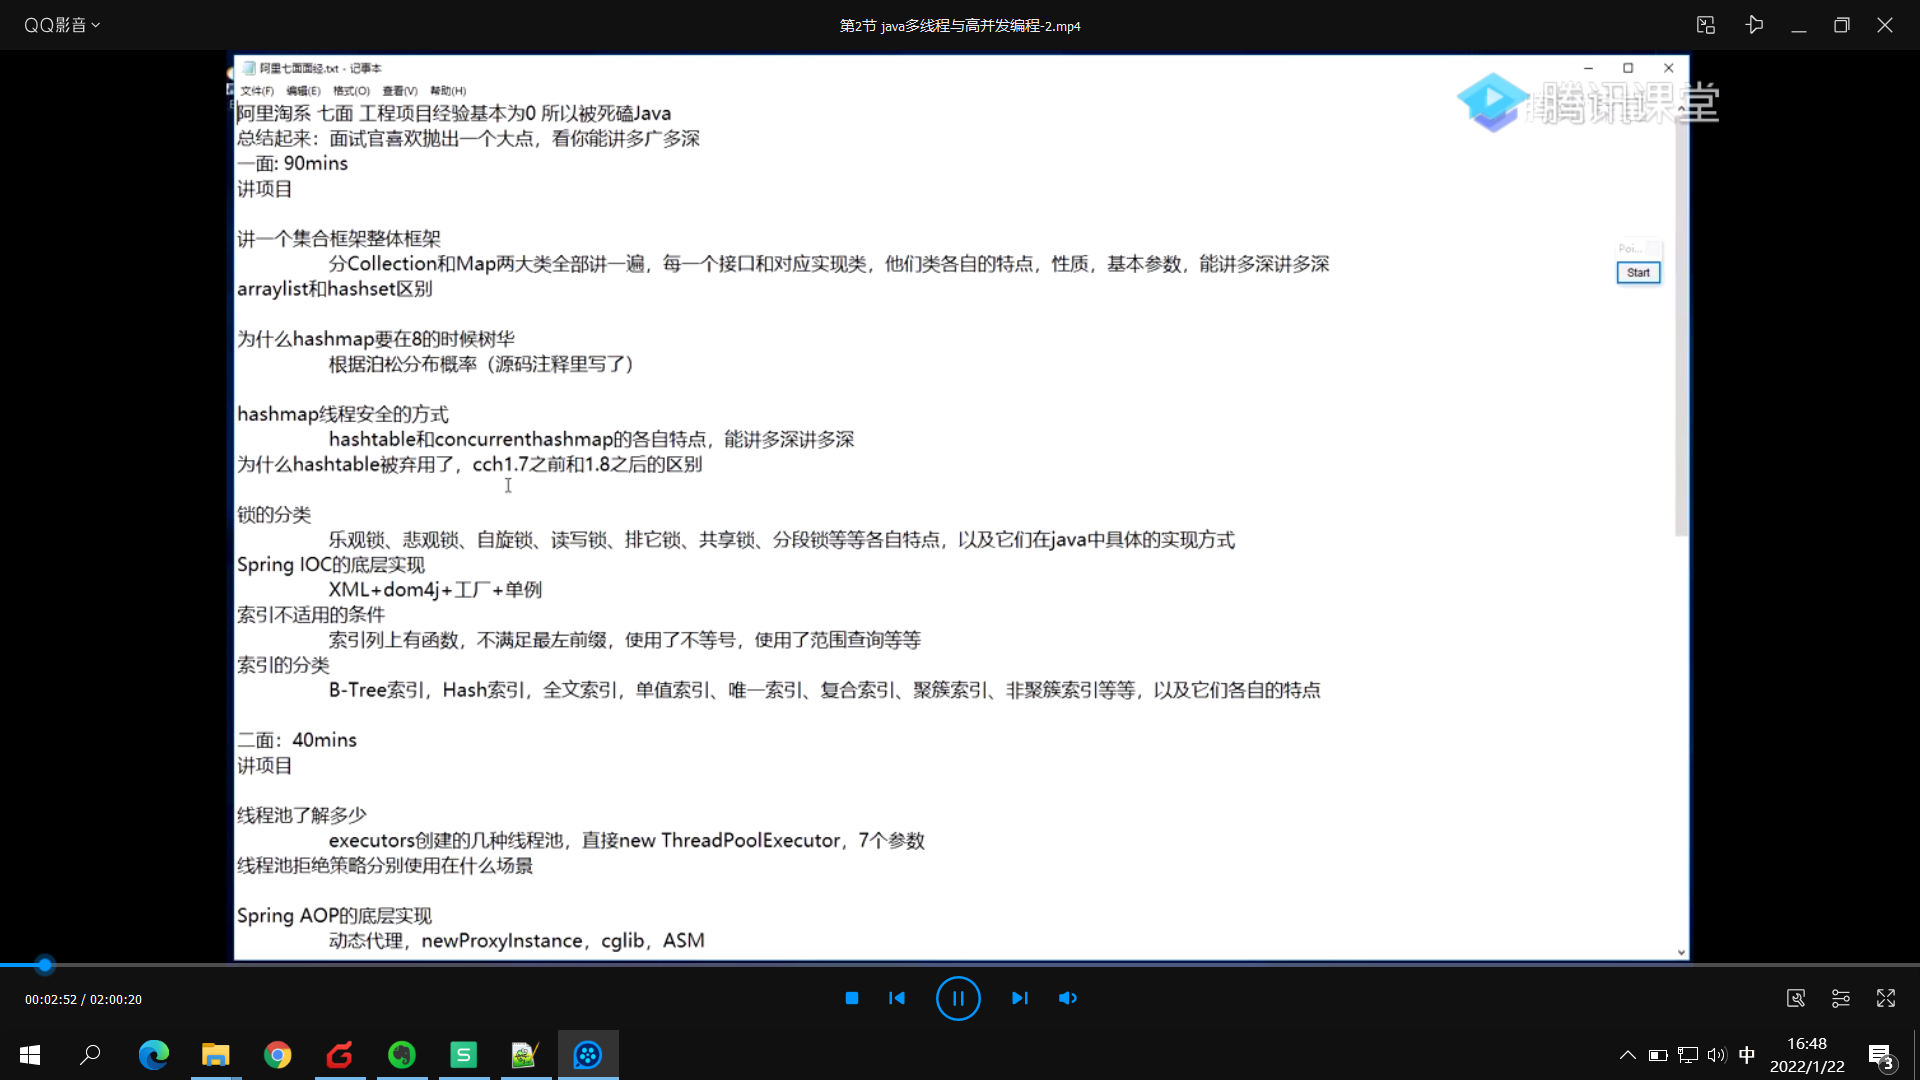 QQ影音
第2节 java多线程与高并发编程-2.mp4
阿里七面面经.txt - 记事本
文件(F) 编辑(E) 格式(O) 查看(V) 帮助(H)
腾讯课堂
阿里淘系 七面 工程项目经验基本为0 所以被死磕Java
总结起来：面试官喜欢抛出一个大点，看你能讲多广多深
一面: 90mins
讲项目
讲一个集合框架整体框架
分Collection和Map两大类全部讲一遍，每一个接口和对应实现类，他们类各自的特点，性质，基本参数，能讲多深讲多深
Poi...
Start
arraylist和hashset区别
为什么hashmap要在8的时候树华
根据泊松分布概率（源码注释里写了）
hashmap线程安全的方式
hashtable和concurrenthashmap的各自特点，能讲多深讲多深
为什么hashtable被弃用了，cch1.7之前和1.8之后的区别
锁的分类
乐观锁、悲观锁、自旋锁、读写锁、排它锁、共享锁、分段锁等等各自特点，以及它们在java中具体的实现方式
Spring IOC的底层实现
XML+dom4j+工厂+单例
索引不适用的条件
索引列上有函数，不满足最左前缀，使用了不等号，使用了范围查询等等
索引的分类
B-Tree索引，Hash索引，全文索引，单值索引、唯一索引、复合索引、聚簇索引、非聚簇索引等等，以及它们各自的特点
二面：40mins
讲项目
线程池了解多少
executors创建的几种线程池，直接new ThreadPoolExecutor，7个参数
线程池拒绝策略分别使用在什么场景
Spring AOP的底层实现
动态代理，newProxyInstance，cglib，ASM
00:02:52 / 02:00:20
中
16:48
2022/1/22
3